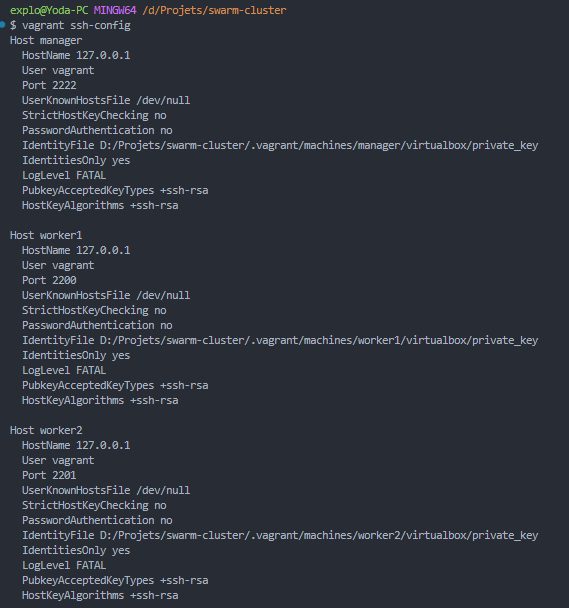 explo@Yoda-PC MINGW64 /d/Projets/swarm-cluster
$ vagrant ssh-config
Host manager
  HostName 127.0.0.1
  User vagrant
  Port 2222
  UserKnownHostsFile /dev/null
  StrictHostKeyChecking no
  PasswordAuthentication no
  IdentityFile D:/Projets/swarm-cluster/.vagrant/machines/manager/virtualbox/private_key
  IdentitiesOnly yes
  LogLevel FATAL
  PubkeyAcceptedKeyTypes +ssh-rsa
  HostKeyAlgorithms +ssh-rsa

Host worker1
  HostName 127.0.0.1
  User vagrant
  Port 2200
  UserKnownHostsFile /dev/null
  StrictHostKeyChecking no
  PasswordAuthentication no
  IdentityFile D:/Projets/swarm-cluster/.vagrant/machines/worker1/virtualbox/private_key
  IdentitiesOnly yes
  LogLevel FATAL
  PubkeyAcceptedKeyTypes +ssh-rsa
  HostKeyAlgorithms +ssh-rsa

Host worker2
  HostName 127.0.0.1
  User vagrant
  Port 2201
  UserKnownHostsFile /dev/null
  StrictHostKeyChecking no
  PasswordAuthentication no
  IdentityFile D:/Projets/swarm-cluster/.vagrant/machines/worker2/virtualbox/private_key
  IdentitiesOnly yes
  LogLevel FATAL
  PubkeyAcceptedKeyTypes +ssh-rsa
  HostKeyAlgorithms +ssh-rsa